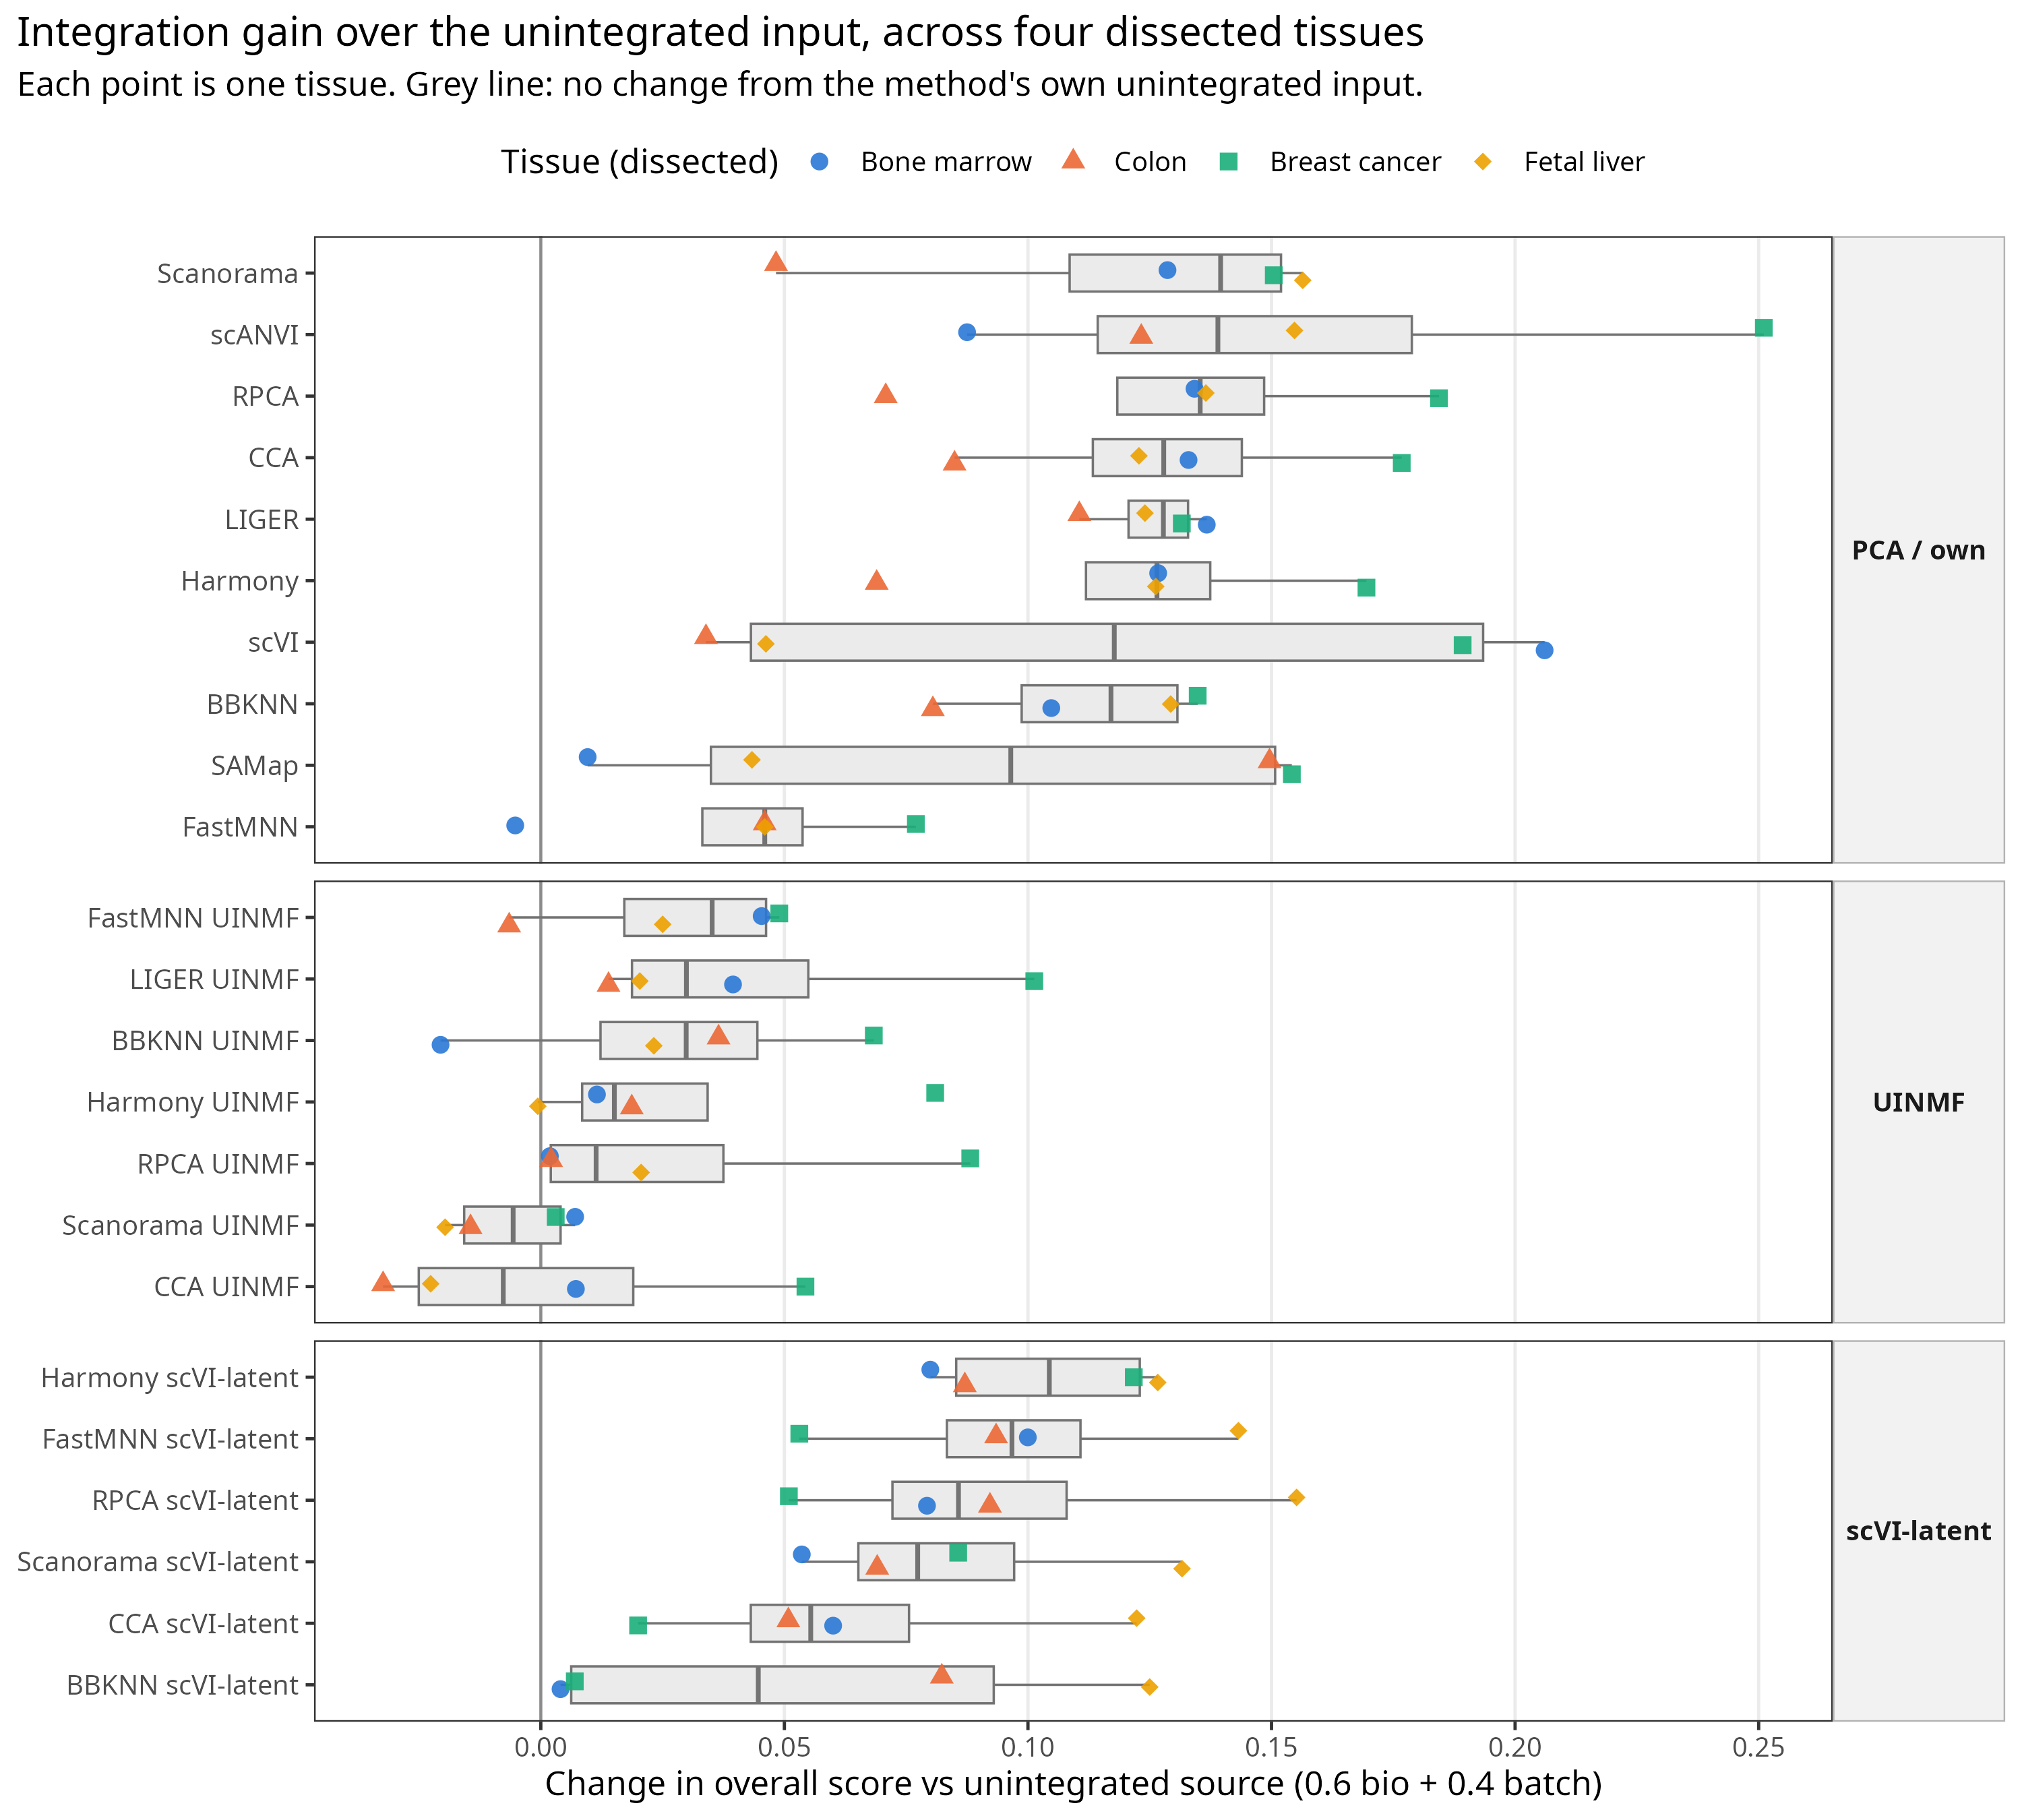 Integration gain over the unintegrated input, across four dissected tissues
Each point is one tissue. Grey line: no change from the method's own unintegrated input.
Tissue (dissected) Bone marrow Colon Breast cancer Fetal liver
Scanorama
scANVI
RPCA
CCA
LIGER
Harmony
scVI
BBKNN
SAMap
FastMNN
PCA / own
FastMNN UINMF
LIGER UINMF
BBKNN UINMF
Harmony UINMF
RPCA UINMF
Scanorama UINMF
CCA UINMF
UINMF
Harmony scVI-latent
FastMNN scVI-latent
RPCA scVI-latent
Scanorama scVI-latent
CCA scVI-latent
BBKNN scVI-latent
scVI-latent
0.00 0.05 0.10 0.15 0.20 0.25
Change in overall score vs unintegrated source (0.6 bio + 0.4 batch)